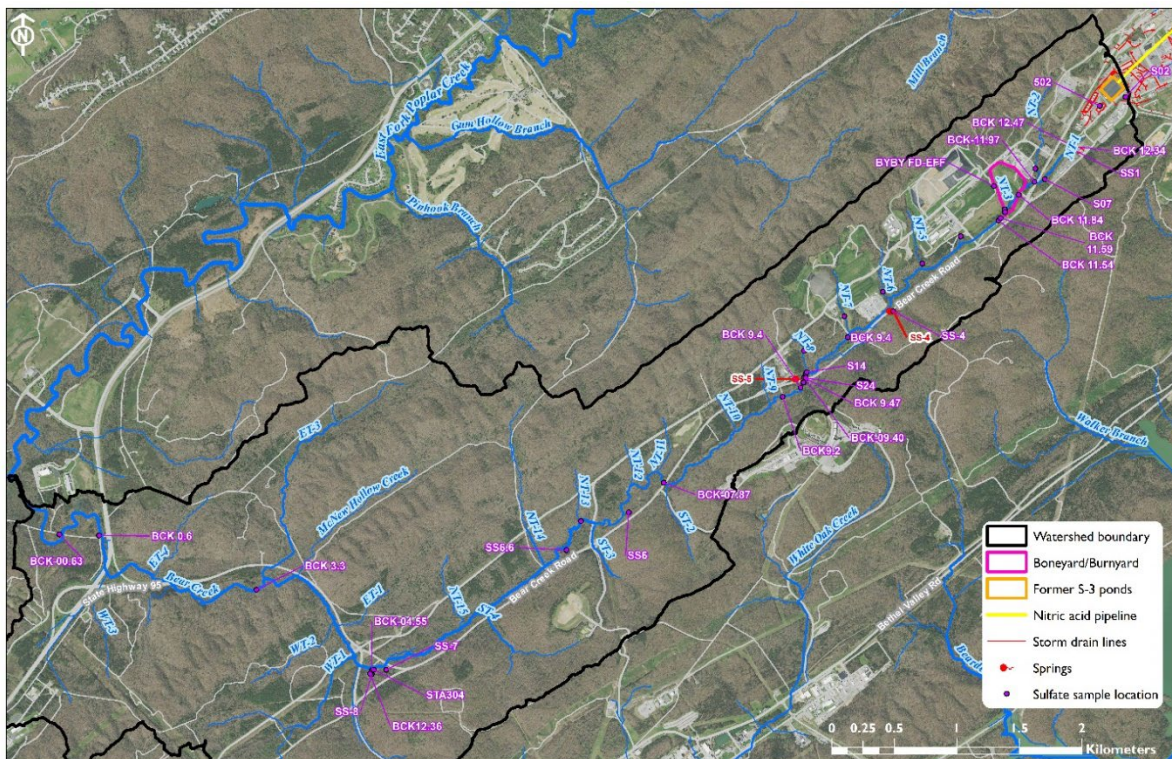 N
East Fork Poplar Creek
Gum Hollow Branch
Pinhook Branch
Mill Branch
S02
S02
NT-2
NT-1
BCK 12.47
BCK-11.97
BCK 12.34
BYBY-FD-EFF
SS1
NT-3
S07
BCK 11.84
BCK
11.69
BCK 11.54
NT-5
NT-6
Bear Creek Road
NT-7
BCK 9.4
BCK 9.4
SS-4
SS-4
NT-8
S14
SS-5
S24
NT-9
BCK 9.47
NT-10
BCK-09.40
BCK9.2
Walker Branch
ET-3
NT-11
NT-12
BCK-07.87
McNew Hollow Creek
NT-13
ST-2
White Oak Creek
NT-14
SS6.6
ST-3
SS6
BCK-00.63
BCK-0.6
ET-4
Bear Creek
BCK-3.3
State Highway 95
Bear Creek Road
Bethel Valley Rd
WT-3
ET-1
NT-15
ST-4
BCK-04.55
WT-2
WT-1
SS-7
STA304
SS-8
BCK12.36
Watershed boundary
Boneyard/Burnyard
Former S-3 ponds
Nitric acid pipeline
Storm drain lines
Springs
Sulfate sample location
0 0.25 0.5 1 1.5 2
Kilometers